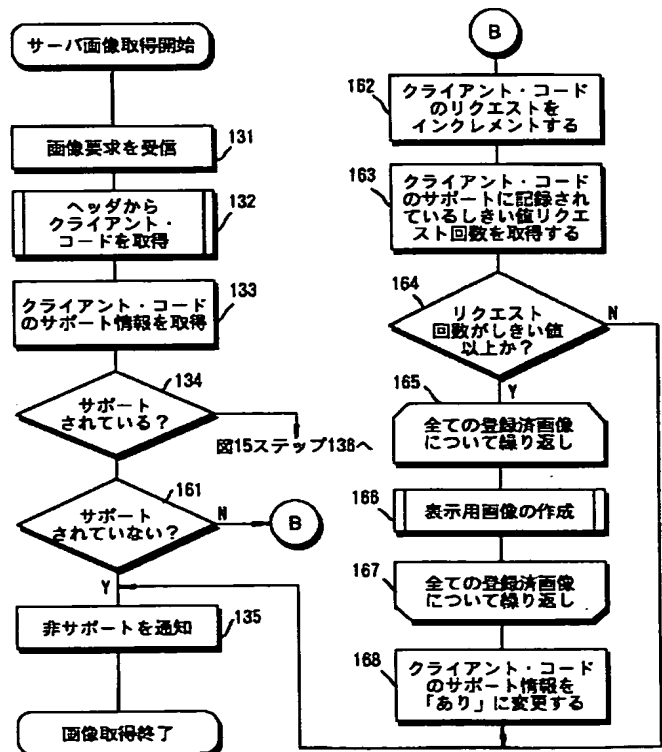 サーバ画像取得開始
画像要求を受信
131
ヘッダから
クライアント・
コードを取得
132
133
クライアント・コード
のサポート情報を取得
134
サポート
されている？
図15ステップ136へ
161
サポート
されていない？
N
B
Y
非サポートを通知
135
画像取得終了
B
162
クライアント・コード
のリクエストを
インクレメントする
163
クライアント・コード
のサポートに記録され
ているしきい値リクエ
スト回数を取得する
164
リクエスト
回数がしきい値
以上か？
N
Y
165
全ての登録済画像
について繰り返し
166
表示用画像の作成
167
全ての登録済画像
について繰り返し
168
クライアント・コード
のサポート情報を
「あり」に変更する